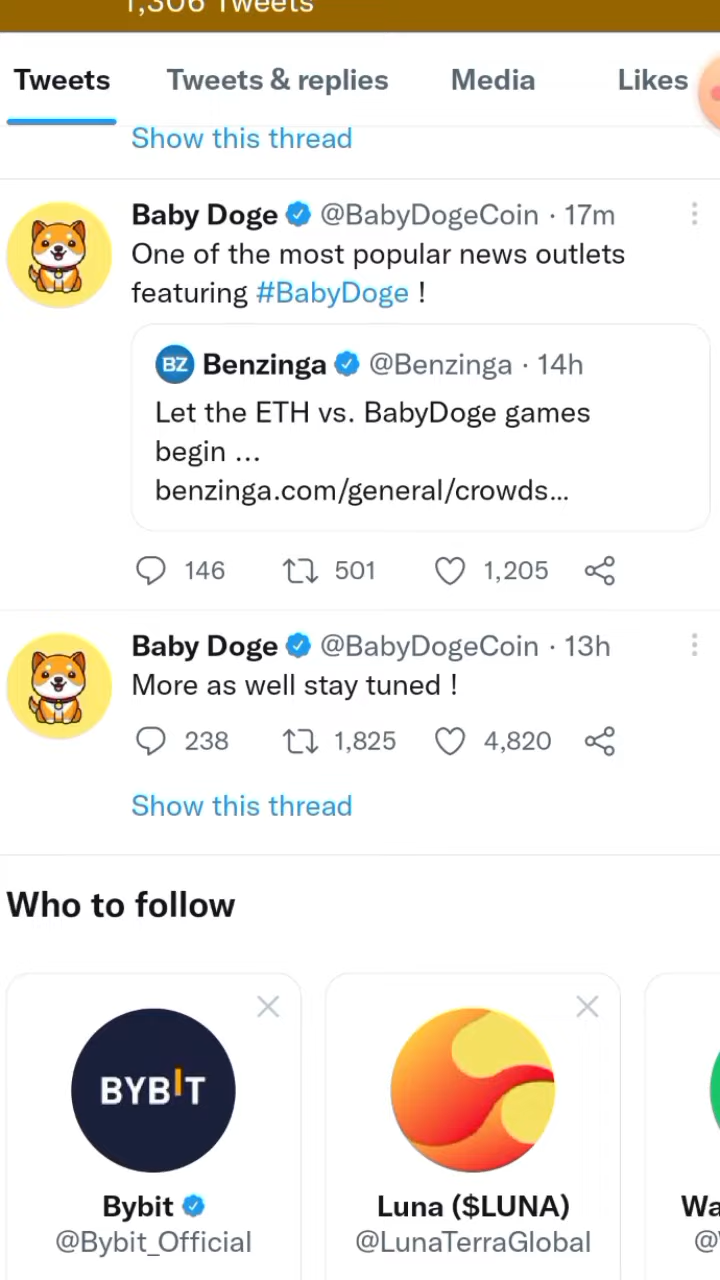 1,306 Tweets
Tweets Tweets & replies Media Likes
Show this thread
Baby Doge @BabyDogeCoin · 17m
One of the most popular news outlets
featuring #BabyDoge !
BZ Benzinga @Benzinga · 14h
Let the ETH vs. BabyDoge games
begin ...
benzinga.com/general/crowds...
146 501 1,205
Baby Doge @BabyDogeCoin · 13h
More as well stay tuned !
238 1,825 4,820
Show this thread
Who to follow
BYBIT
Bybit Luna ($LUNA)
@Bybit_Official @LunaTerraGlobal